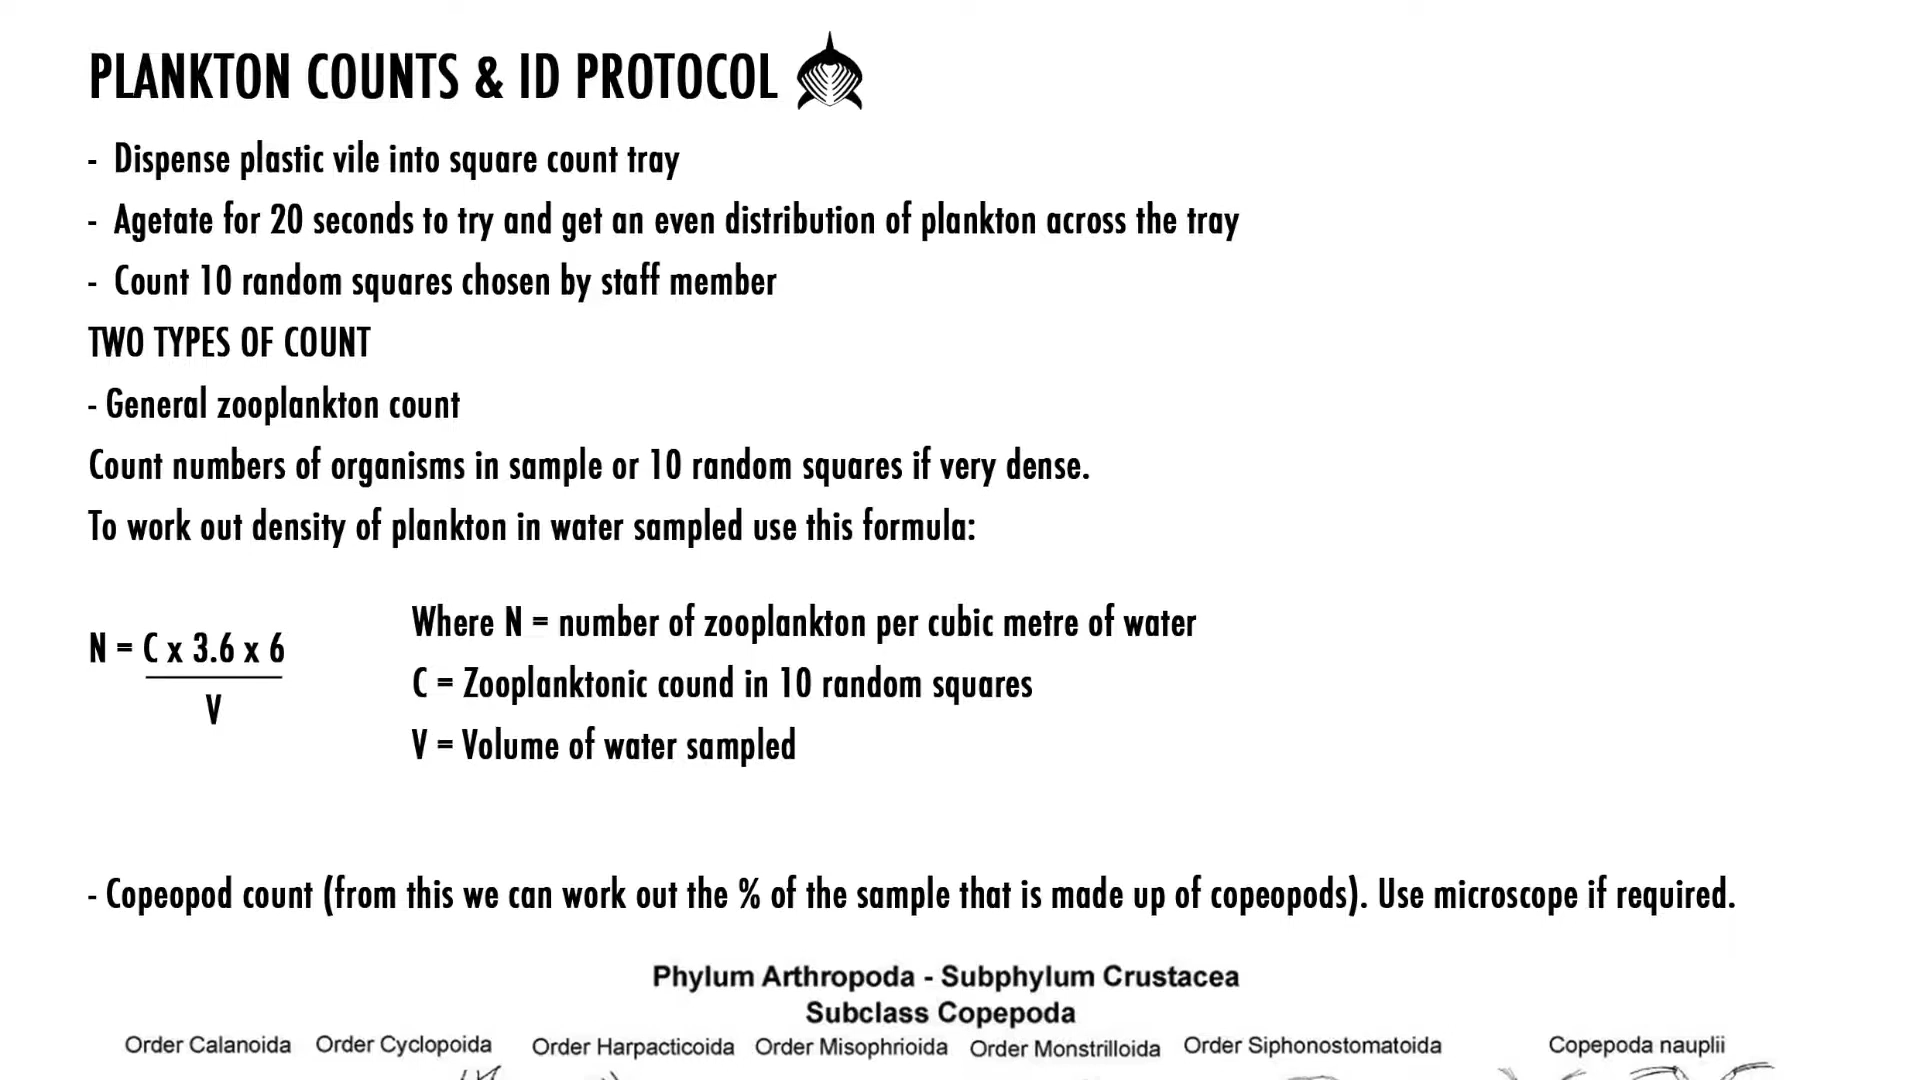 PLANKTON COUNTS & ID PROTOCOL
- Dispense plastic vile into square count tray
- Agetate for 20 seconds to try and get an even distribution of plankton across the tray
- Count 10 random squares chosen by staff member
TWO TYPES OF COUNT
- General zooplankton count
Count numbers of organisms in sample or 10 random squares if very dense.
To work out density of plankton in water sampled use this formula:
N = C x 3.6 x 6
V
Where N = number of zooplankton per cubic metre of water
C = Zooplanktonic cound in 10 random squares
V = Volume of water sampled
- Copeopod count (from this we can work out the % of the sample that is made up of copeopods). Use microscope if required.
Phylum Arthropoda - Subphylum Crustacea
Subclass Copepoda
Order Calanoida Order Cyclopoida Order Harpacticoida Order Misophrioida Order Monstrilloida Order Siphonostomatoida Copepoda nauplii